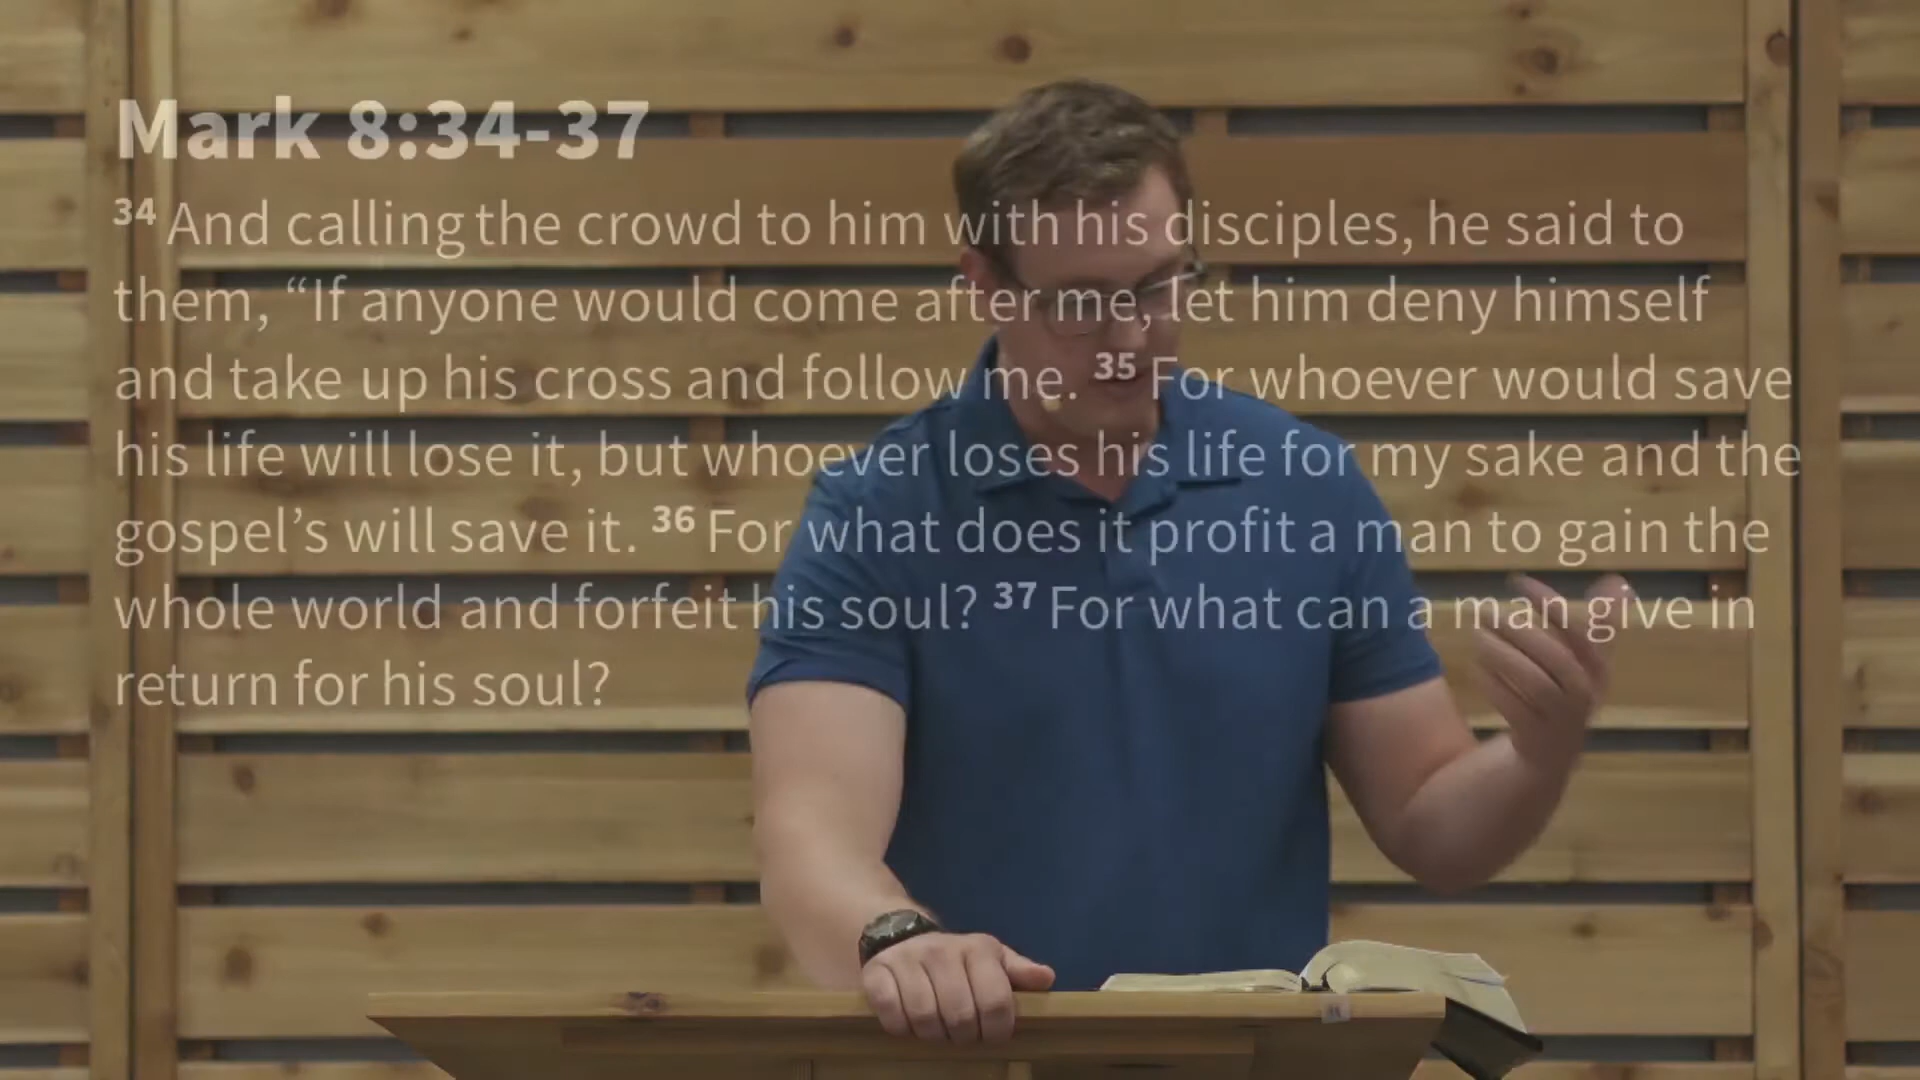 Mark 8:34-37
34 And calling the crowd to him with his disciples, he said to
them, “If anyone would come after me, let him deny himself
and take up his cross and follow me. 35 For whoever would save
his life will lose it, but whoever loses his life for my sake and the
gospel’s will save it. 36 For what does it profit a man to gain the
whole world and forfeit his soul? 37 For what can a man give in
return for his soul?